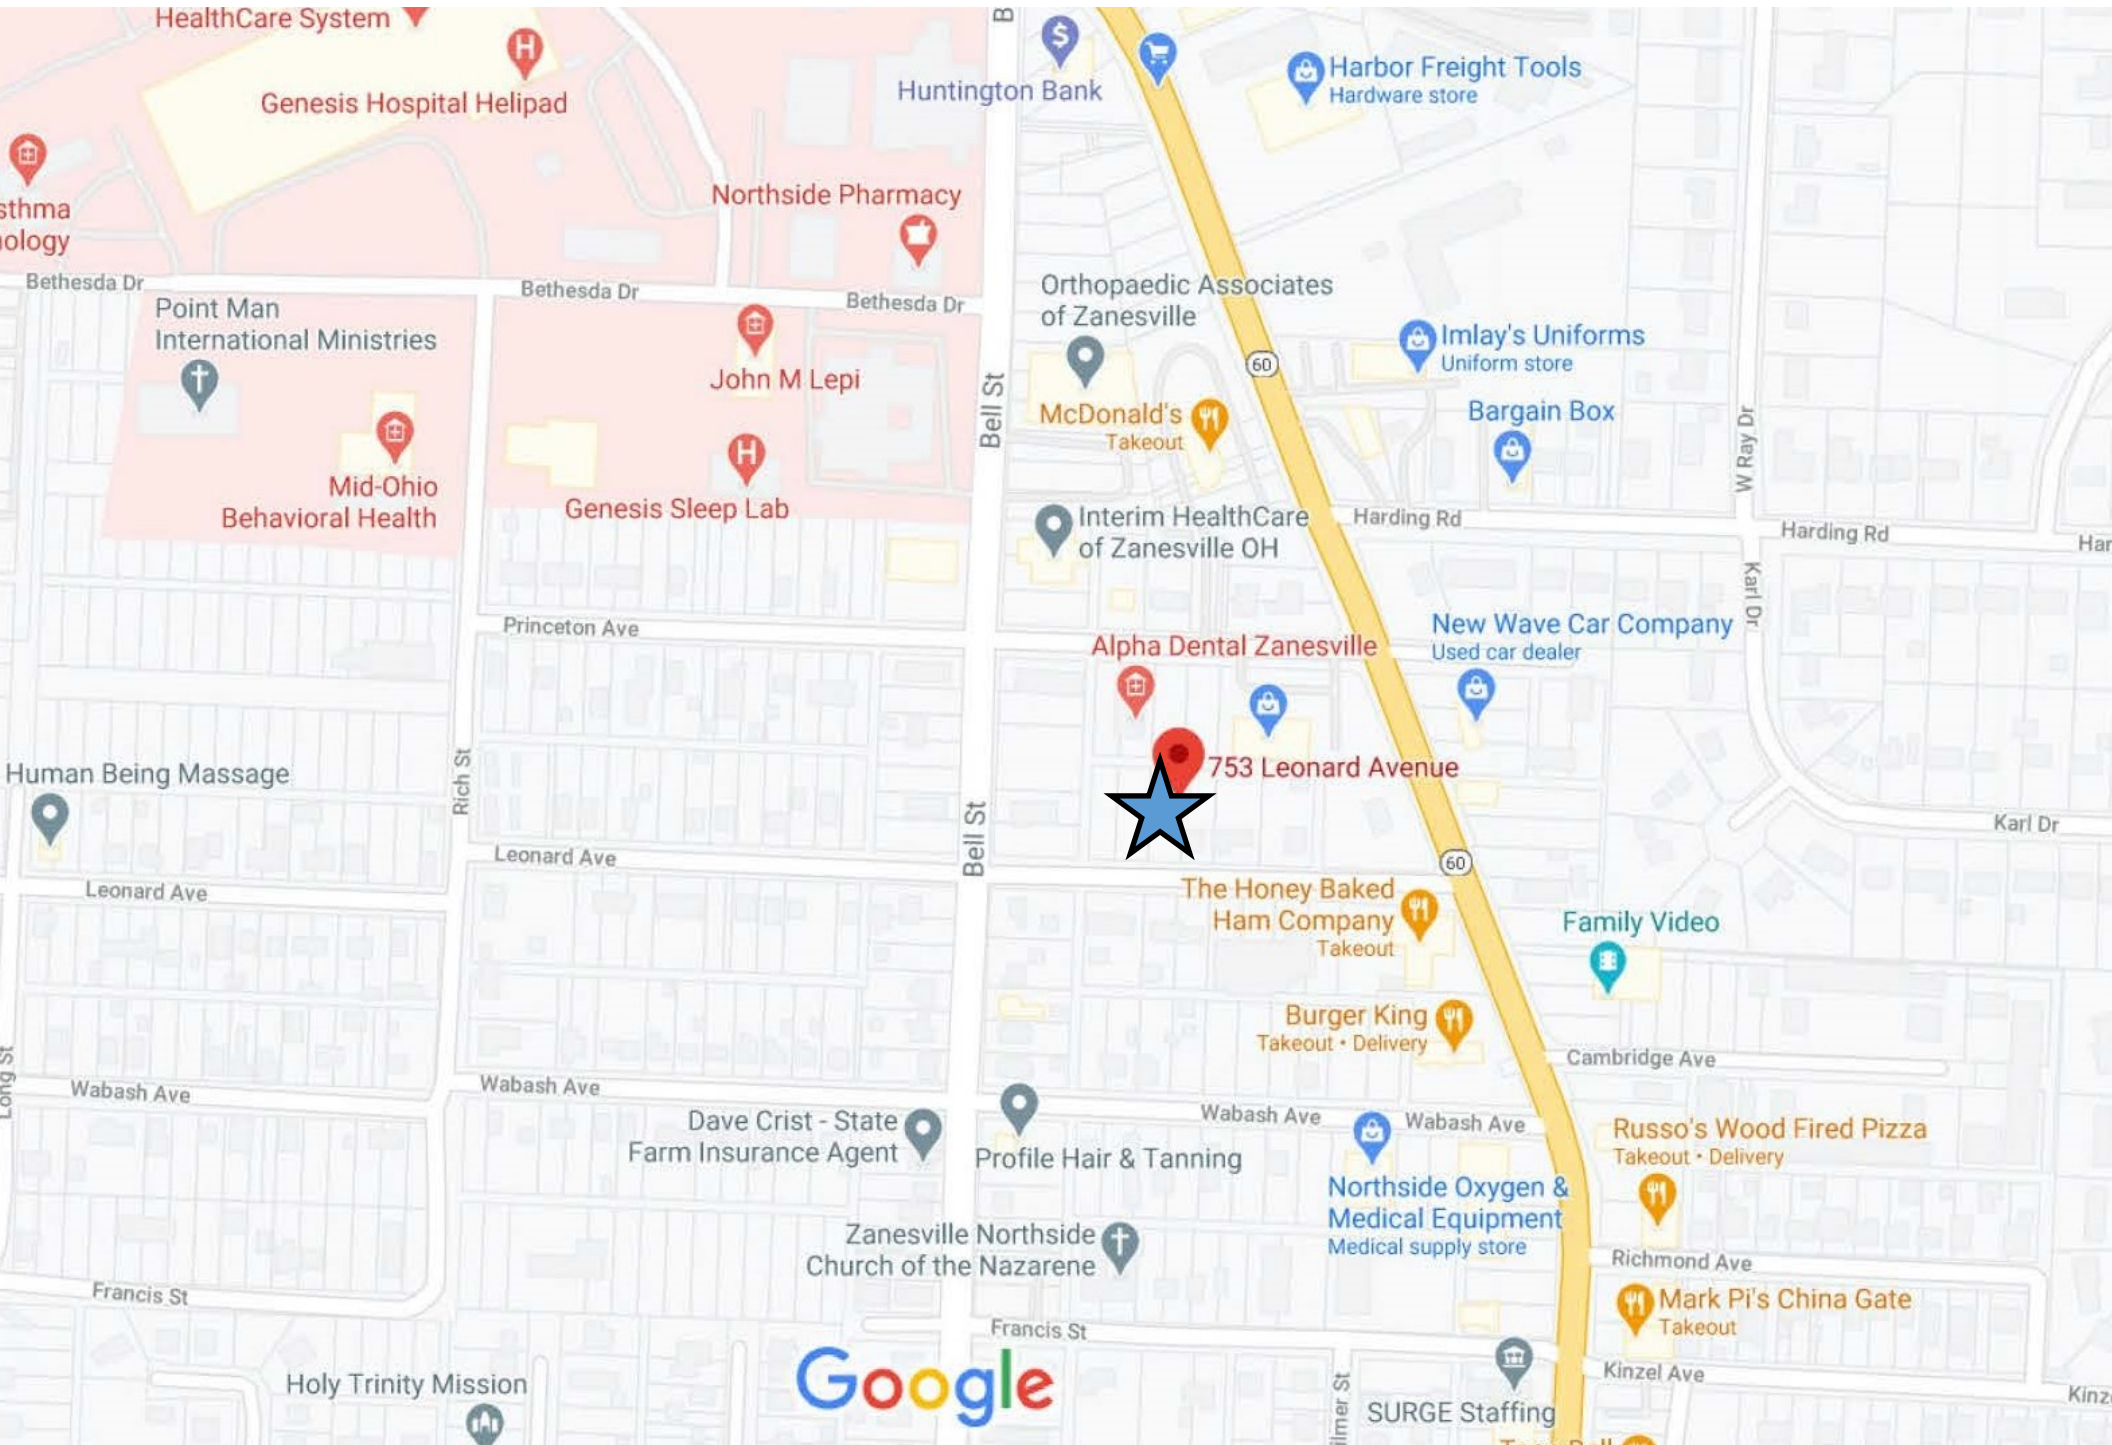 HealthCare System
B
$
H
Genesis Hospital Helipad
Huntington Bank
Harbor Freight Tools
Hardware store
Northside Pharmacy
Bethesda Dr
Bethesda Dr
Bethesda Dr
Point Man
International Ministries
Orthopaedic Associates
of Zanesville
60
Imlay's Uniforms
Uniform store
John M Lepi
Bell St
McDonald's
Takeout
Bargain Box
W Ray Dr
H
Mid-Ohio
Behavioral Health
Genesis Sleep Lab
Interim HealthCare
of Zanesville OH
Harding Rd
Harding Rd
Har
Karl Dr
Princeton Ave
Alpha Dental Zanesville
New Wave Car Company
Used car dealer
Human Being Massage
Rich St
753 Leonard Avenue
Bell St
Karl Dr
Leonard Ave
Leonard Ave
60
The Honey Baked
Ham Company
Takeout
Family Video
Burger King
Takeout • Delivery
Cambridge Ave
Long St
Wabash Ave
Wabash Ave
Wabash Ave
Wabash Ave
Dave Crist - State
Farm Insurance Agent
Profile Hair & Tanning
Russo's Wood Fired Pizza
Takeout • Delivery
Northside Oxygen &
Medical Equipment
Medical supply store
Zanesville Northside
Church of the Nazarene
Richmond Ave
Francis St
Mark Pi's China Gate
Takeout
Francis St
Google
Holy Trinity Mission
Kinzel Ave
Kinz
SURGE Staffing